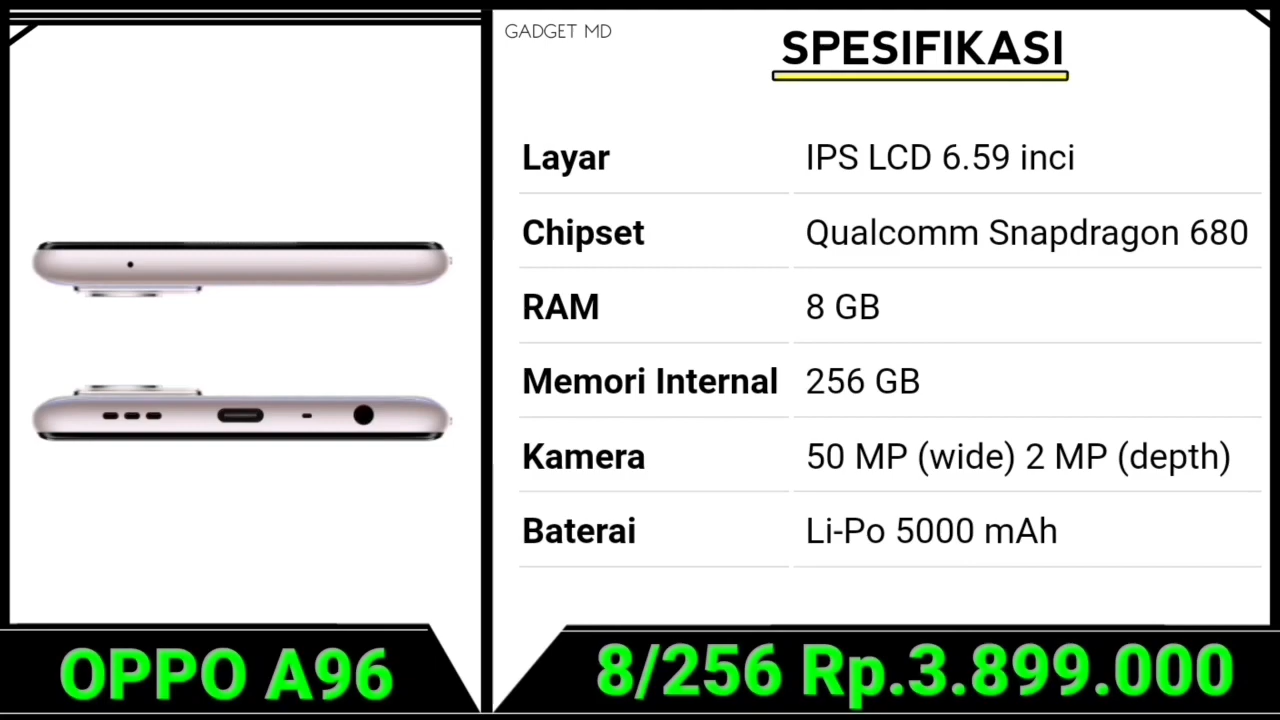 GADGET MD
SPESIFIKASI
Layar IPS LCD 6.59 inci
Chipset Qualcomm Snapdragon 680
RAM 8 GB
Memori Internal 256 GB
Kamera 50 MP (wide) 2 MP (depth)
Baterai Li-Po 5000 mAh
OPPO A96
8/256 Rp.3.899.000